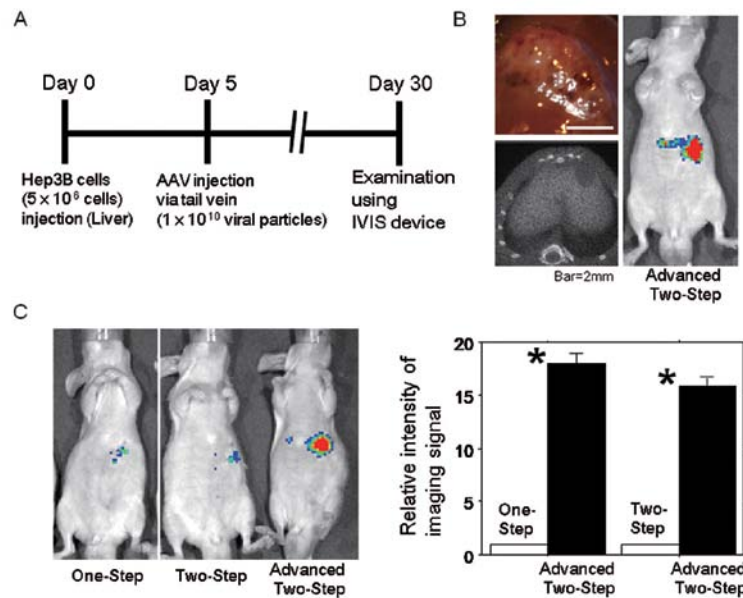 A
Day 0
Day 5
Day 30
Hep3B cells
(5 × 10⁶ cells)
injection (Liver)
AAV injection
via tail vein
(1 × 10¹⁰ viral particles)
Examination
using
IVIS device
B
Bar=2mm
Advanced
Two-Step
C
One-Step
Two-Step
Advanced
Two-Step
Relative intensity of
imaging signal
20
15
10
5
0
*
*
One-
Step
Two-
Step
Advanced
Two-Step
Advanced
Two-Step